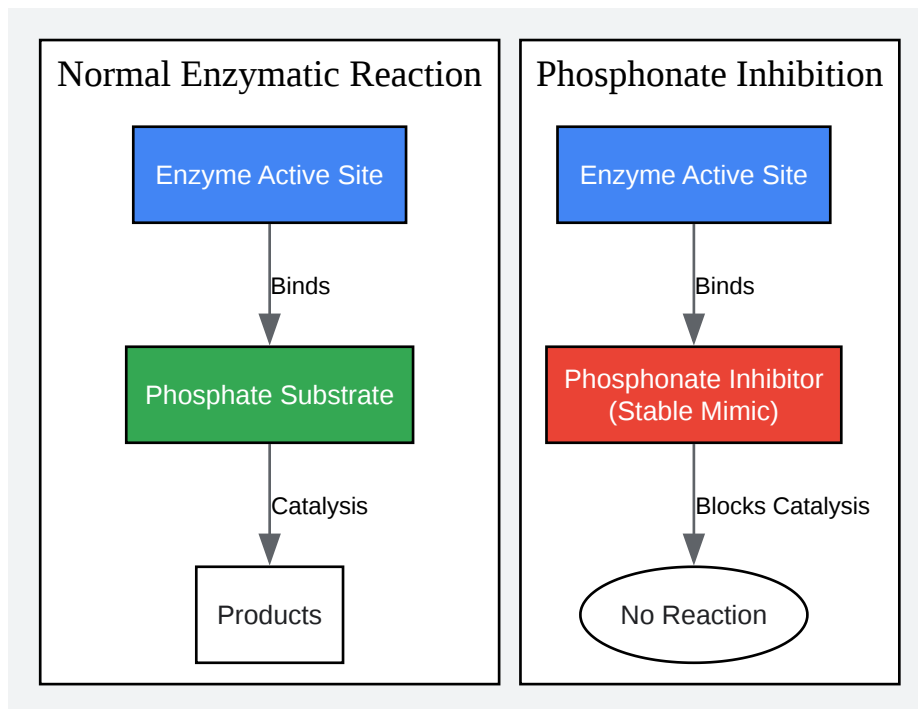 Normal Enzymatic Reaction
Enzyme Active Site
Binds
Phosphate Substrate
Catalysis
Products
Phosphonate Inhibition
Enzyme Active Site
Binds
Phosphonate Inhibitor
(Stable Mimic)
Blocks Catalysis
No Reaction